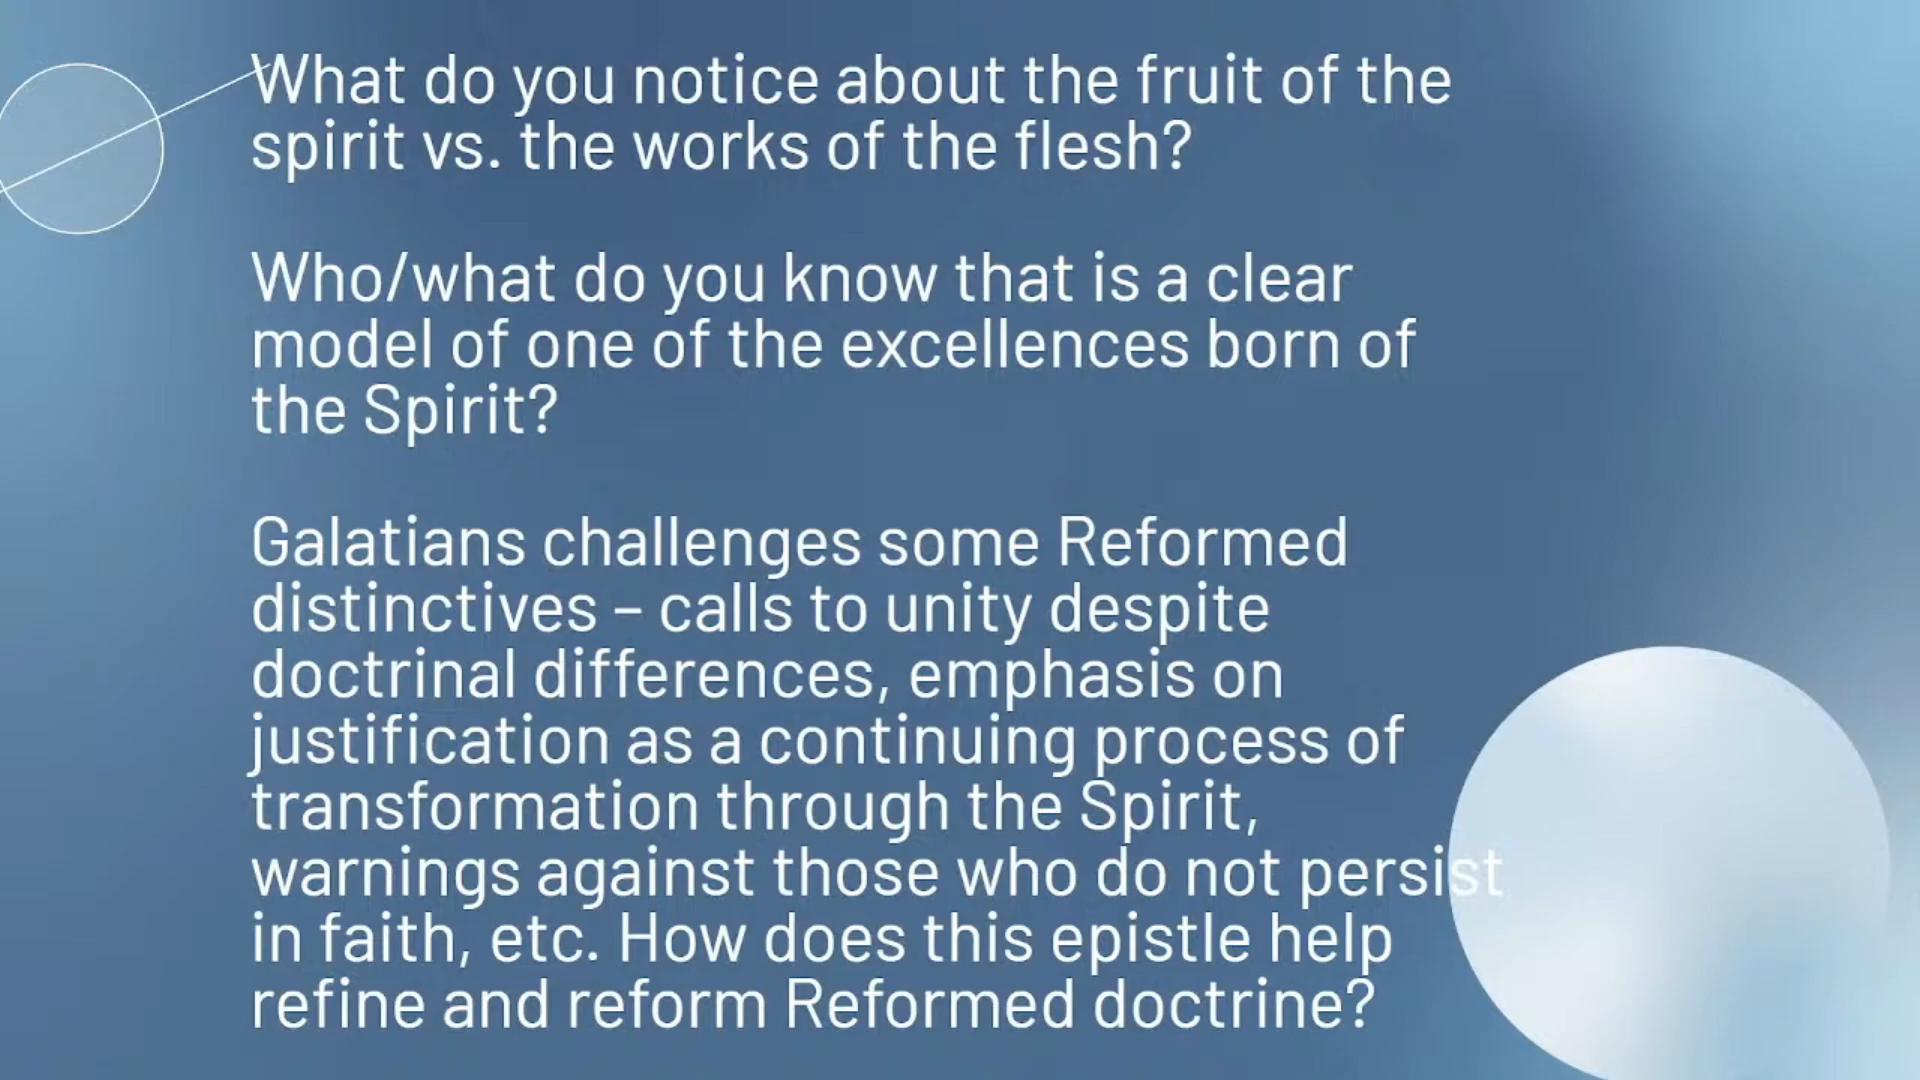 What do you notice about the fruit of the
spirit vs. the works of the flesh?
Who/what do you know that is a clear
model of one of the excellences born of
the Spirit?
Galatians challenges some Reformed
distinctives – calls to unity despite
doctrinal differences, emphasis on
justification as a continuing process of
transformation through the Spirit,
warnings against those who do not persist
in faith, etc. How does this epistle help
refine and reform Reformed doctrine?